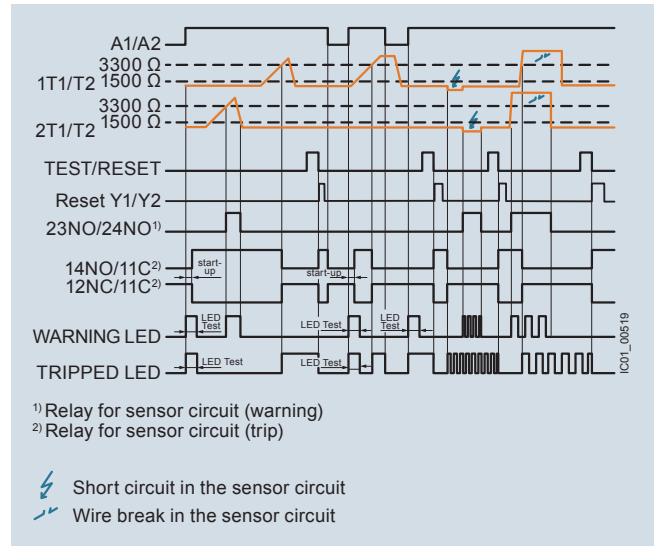 A1/A2
3300 Ω
1T1/T2 1500 Ω
3300 Ω
2T1/T2 1500 Ω
TEST/RESET
Reset Y1/Y2
23NO/24NO¹⁾
14NO/11C²⁾ start-up start-up
12NC/11C²⁾
WARNING LED LED Test LED Test LED Test
TRIPPED LED LED Test LED Test
IC01_00519
¹⁾ Relay for sensor circuit (warning)
²⁾ Relay for sensor circuit (trip)
Short circuit in the sensor circuit
Wire break in the sensor circuit